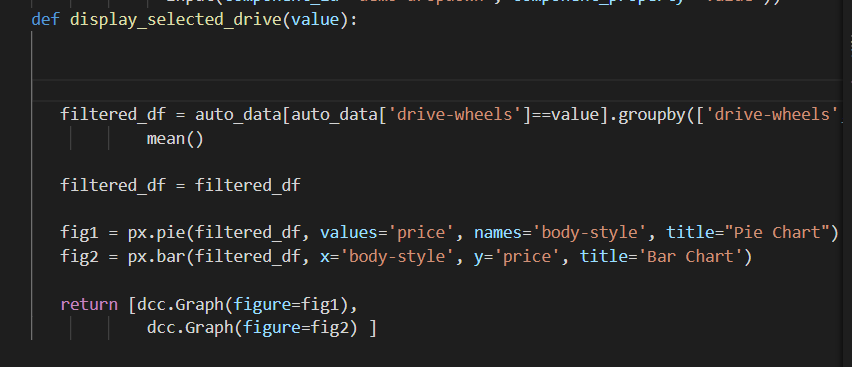 def display_selected_drive(value):
filtered_df = auto_data[auto_data['drive-wheels']==value].groupby(['drive-wheels'
mean()
filtered_df = filtered_df
fig1 = px.pie(filtered_df, values='price', names='body-style', title="Pie Chart")
fig2 = px.bar(filtered_df, x='body-style', y='price', title='Bar Chart')
return [dcc.Graph(figure=fig1),
dcc.Graph(figure=fig2) ]